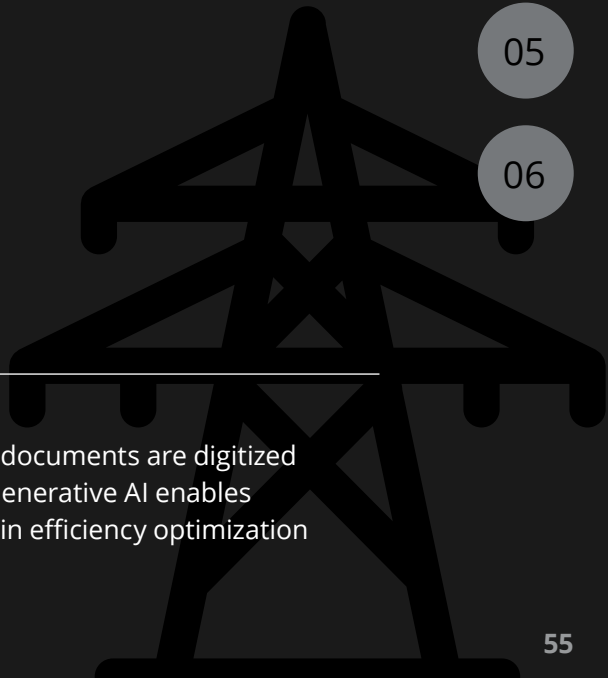 05
06
documents are digitized
enerative AI enables
in efficiency optimization
55